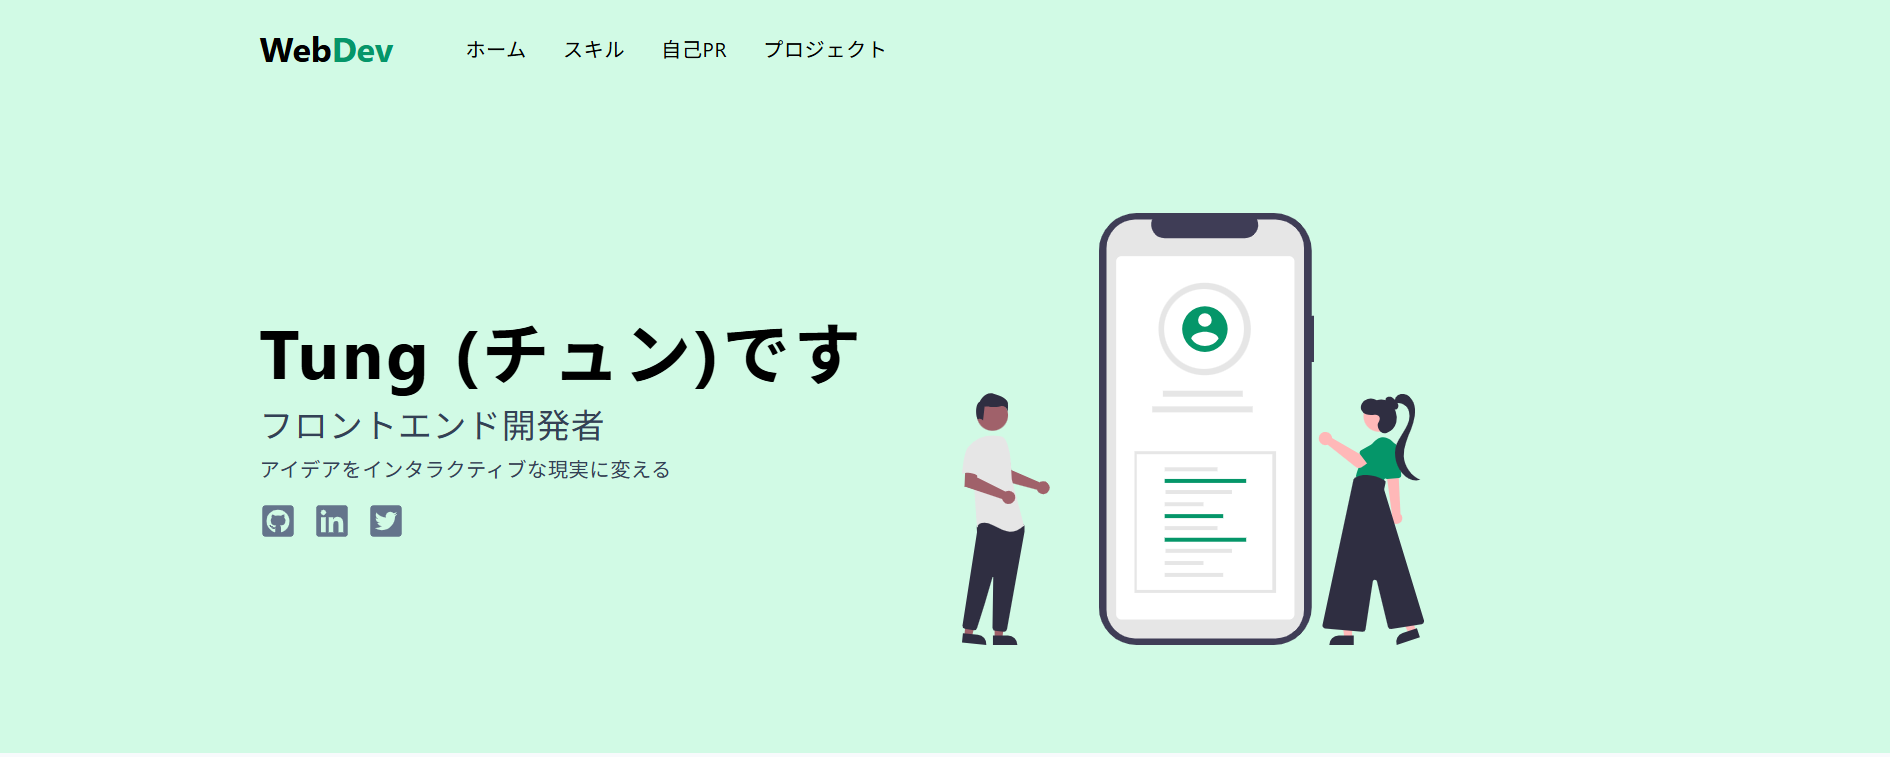 WebDev
ホーム スキル 自己PR プロジェクト
Tung (チュン)です
フロントエンド開発者
アイデアをインタラクティブな現実に変える
in